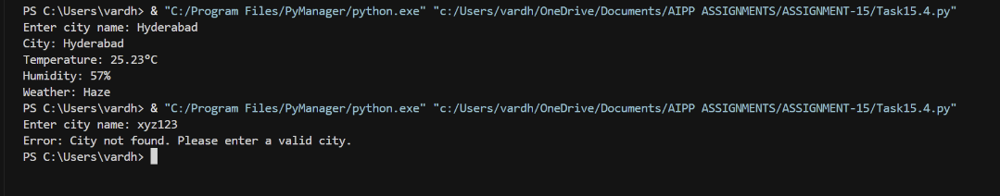 PS C:\Users\vardh> & "C:/Program Files/PyManager/python.exe" "c:/Users/vardh/OneDrive/Documents/AIPP ASSIGNMENTS/ASSIGNMENT-15/Task15.4.py"
Enter city name: Hyderabad
City: Hyderabad
Temperature: 25.23°C
Humidity: 57%
Weather: Haze
PS C:\Users\vardh> & "C:/Program Files/PyManager/python.exe" "c:/Users/vardh/OneDrive/Documents/AIPP ASSIGNMENTS/ASSIGNMENT-15/Task15.4.py"
Enter city name: xyz123
Error: City not found. Please enter a valid city.
PS C:\Users\vardh>